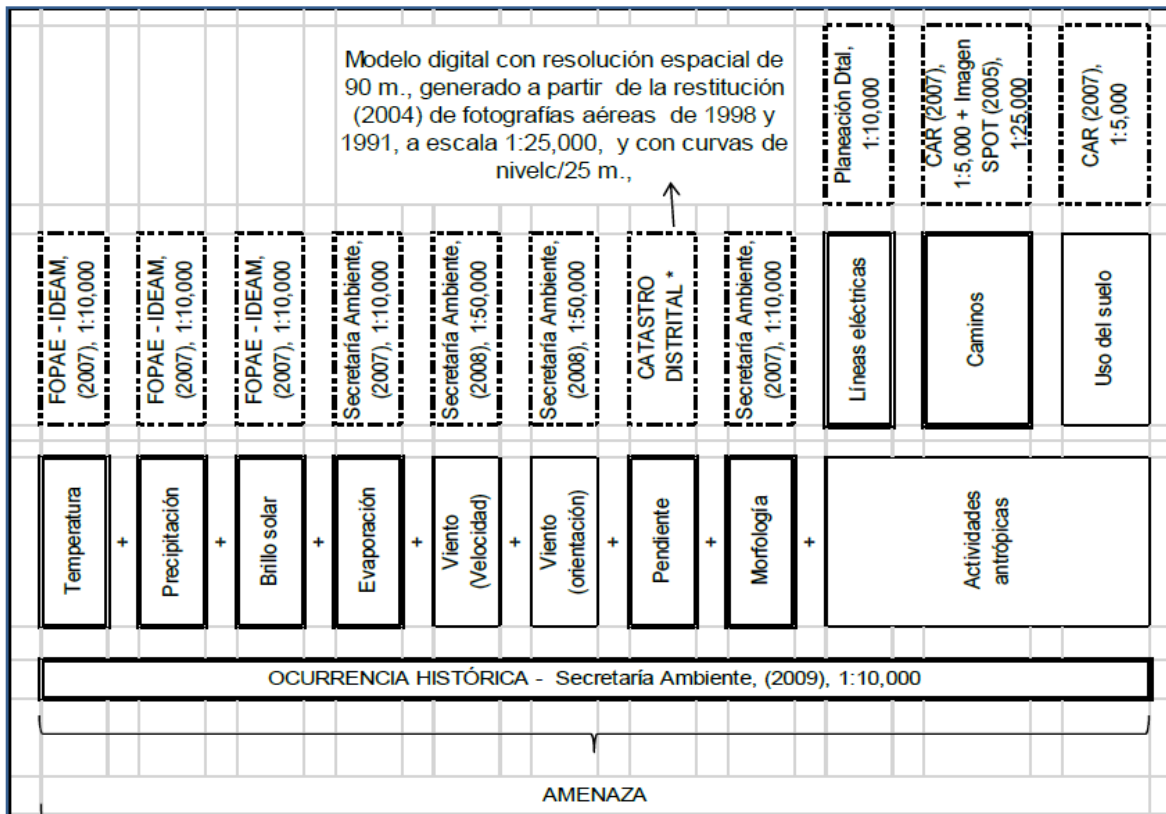 Modelo digital con resolución espacial de
90 m., generado a partir de la restitución
(2004) de fotografías aéreas de 1998 y
1991, a escala 1:25,000, y con curvas de
nivelc/25 m.,
Planeación Dtal,
1:10,000
CAR (2007),
1:5,000 + Imagen
SPOT (2005),
1:25,000
CAR (2007),
1:5,000
FOPAE - IDEAM,
(2007), 1:10,000
FOPAE - IDEAM,
(2007), 1:10,000
FOPAE - IDEAM,
(2007), 1:10,000
Secretaría Ambiente,
(2007), 1:10,000
Secretaría Ambiente,
(2008), 1:50,000
Secretaría Ambiente,
(2008), 1:50,000
CATASTRO
DISTRITAL *
Secretaría Ambiente,
(2007), 1:10,000
Líneas eléctricas
Caminos
Uso del suelo
Temperatura
+
Precipitación
+
Brillo solar
+
Evaporación
+
Viento
(Velocidad)
+
Viento
(orientación)
+
Pendiente
+
Morfología
+
Actividades
antrópicas
OCURRENCIA HISTÓRICA - Secretaría Ambiente, (2009), 1:10,000
AMENAZA